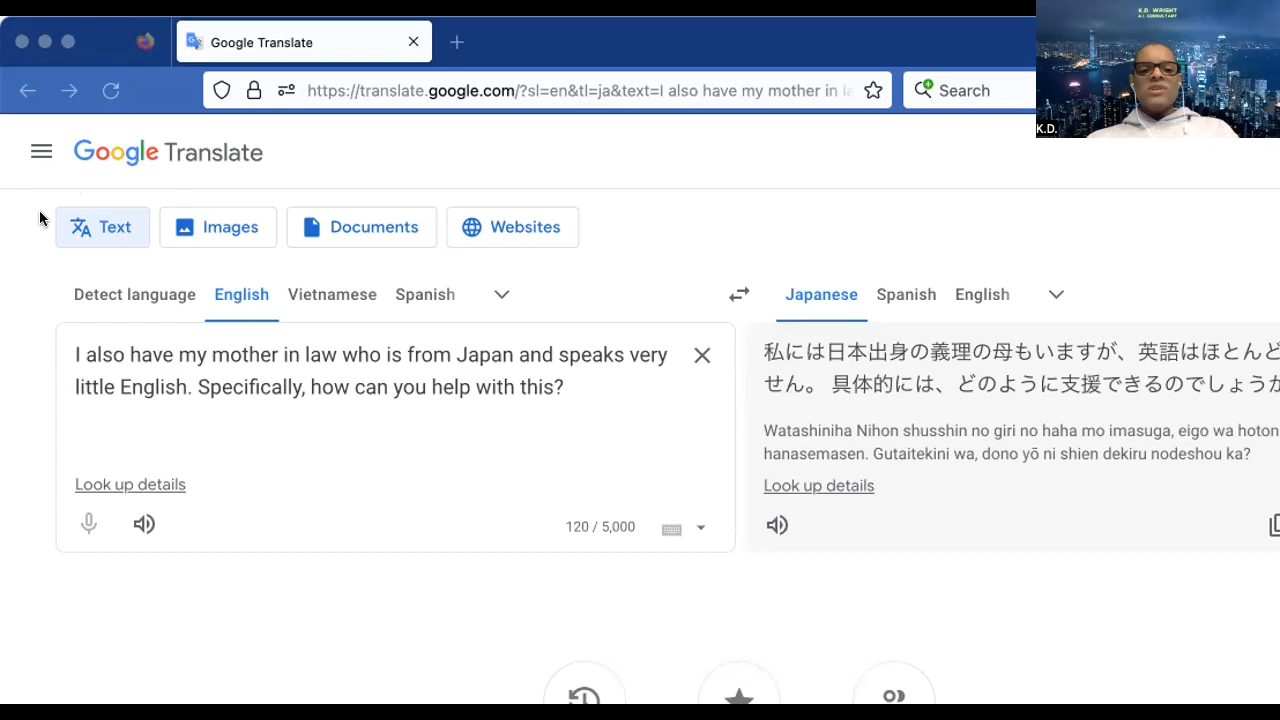 K.D. WRIGHT
A.I. CONSULTANT
K.D.
Google Translate
https://translate.google.com/?sl=en&tl=ja&text=I also have my mother in la
Search
Google Translate
Text
Images
Documents
Websites
Detect language English Vietnamese Spanish
Japanese Spanish English
I also have my mother in law who is from Japan and speaks very
little English. Specifically, how can you help with this?
Look up details
120 / 5,000
私には日本出身の義理の母もいますが、英語はほとんど
せん。 具体的には、どのように支援できるのでしょうか
Watashiniha Nihon shusshin no giri no haha mo imasuga, eigo wa hoton
hanasemasen. Gutaitekini wa, dono yō ni shien dekiru nodeshou ka?
Look up details